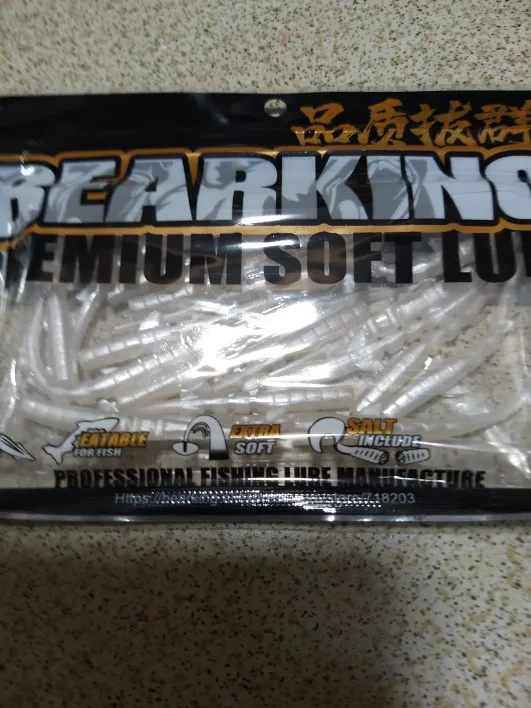 品质拔群
BEARKING
PREMIUM SOFT LU
EATABLE
FOR FISH
EXTRA
SOFT
SALT
INCLUDE
PROFESSIONAL FISHING LURE MANUFACTURE
718203